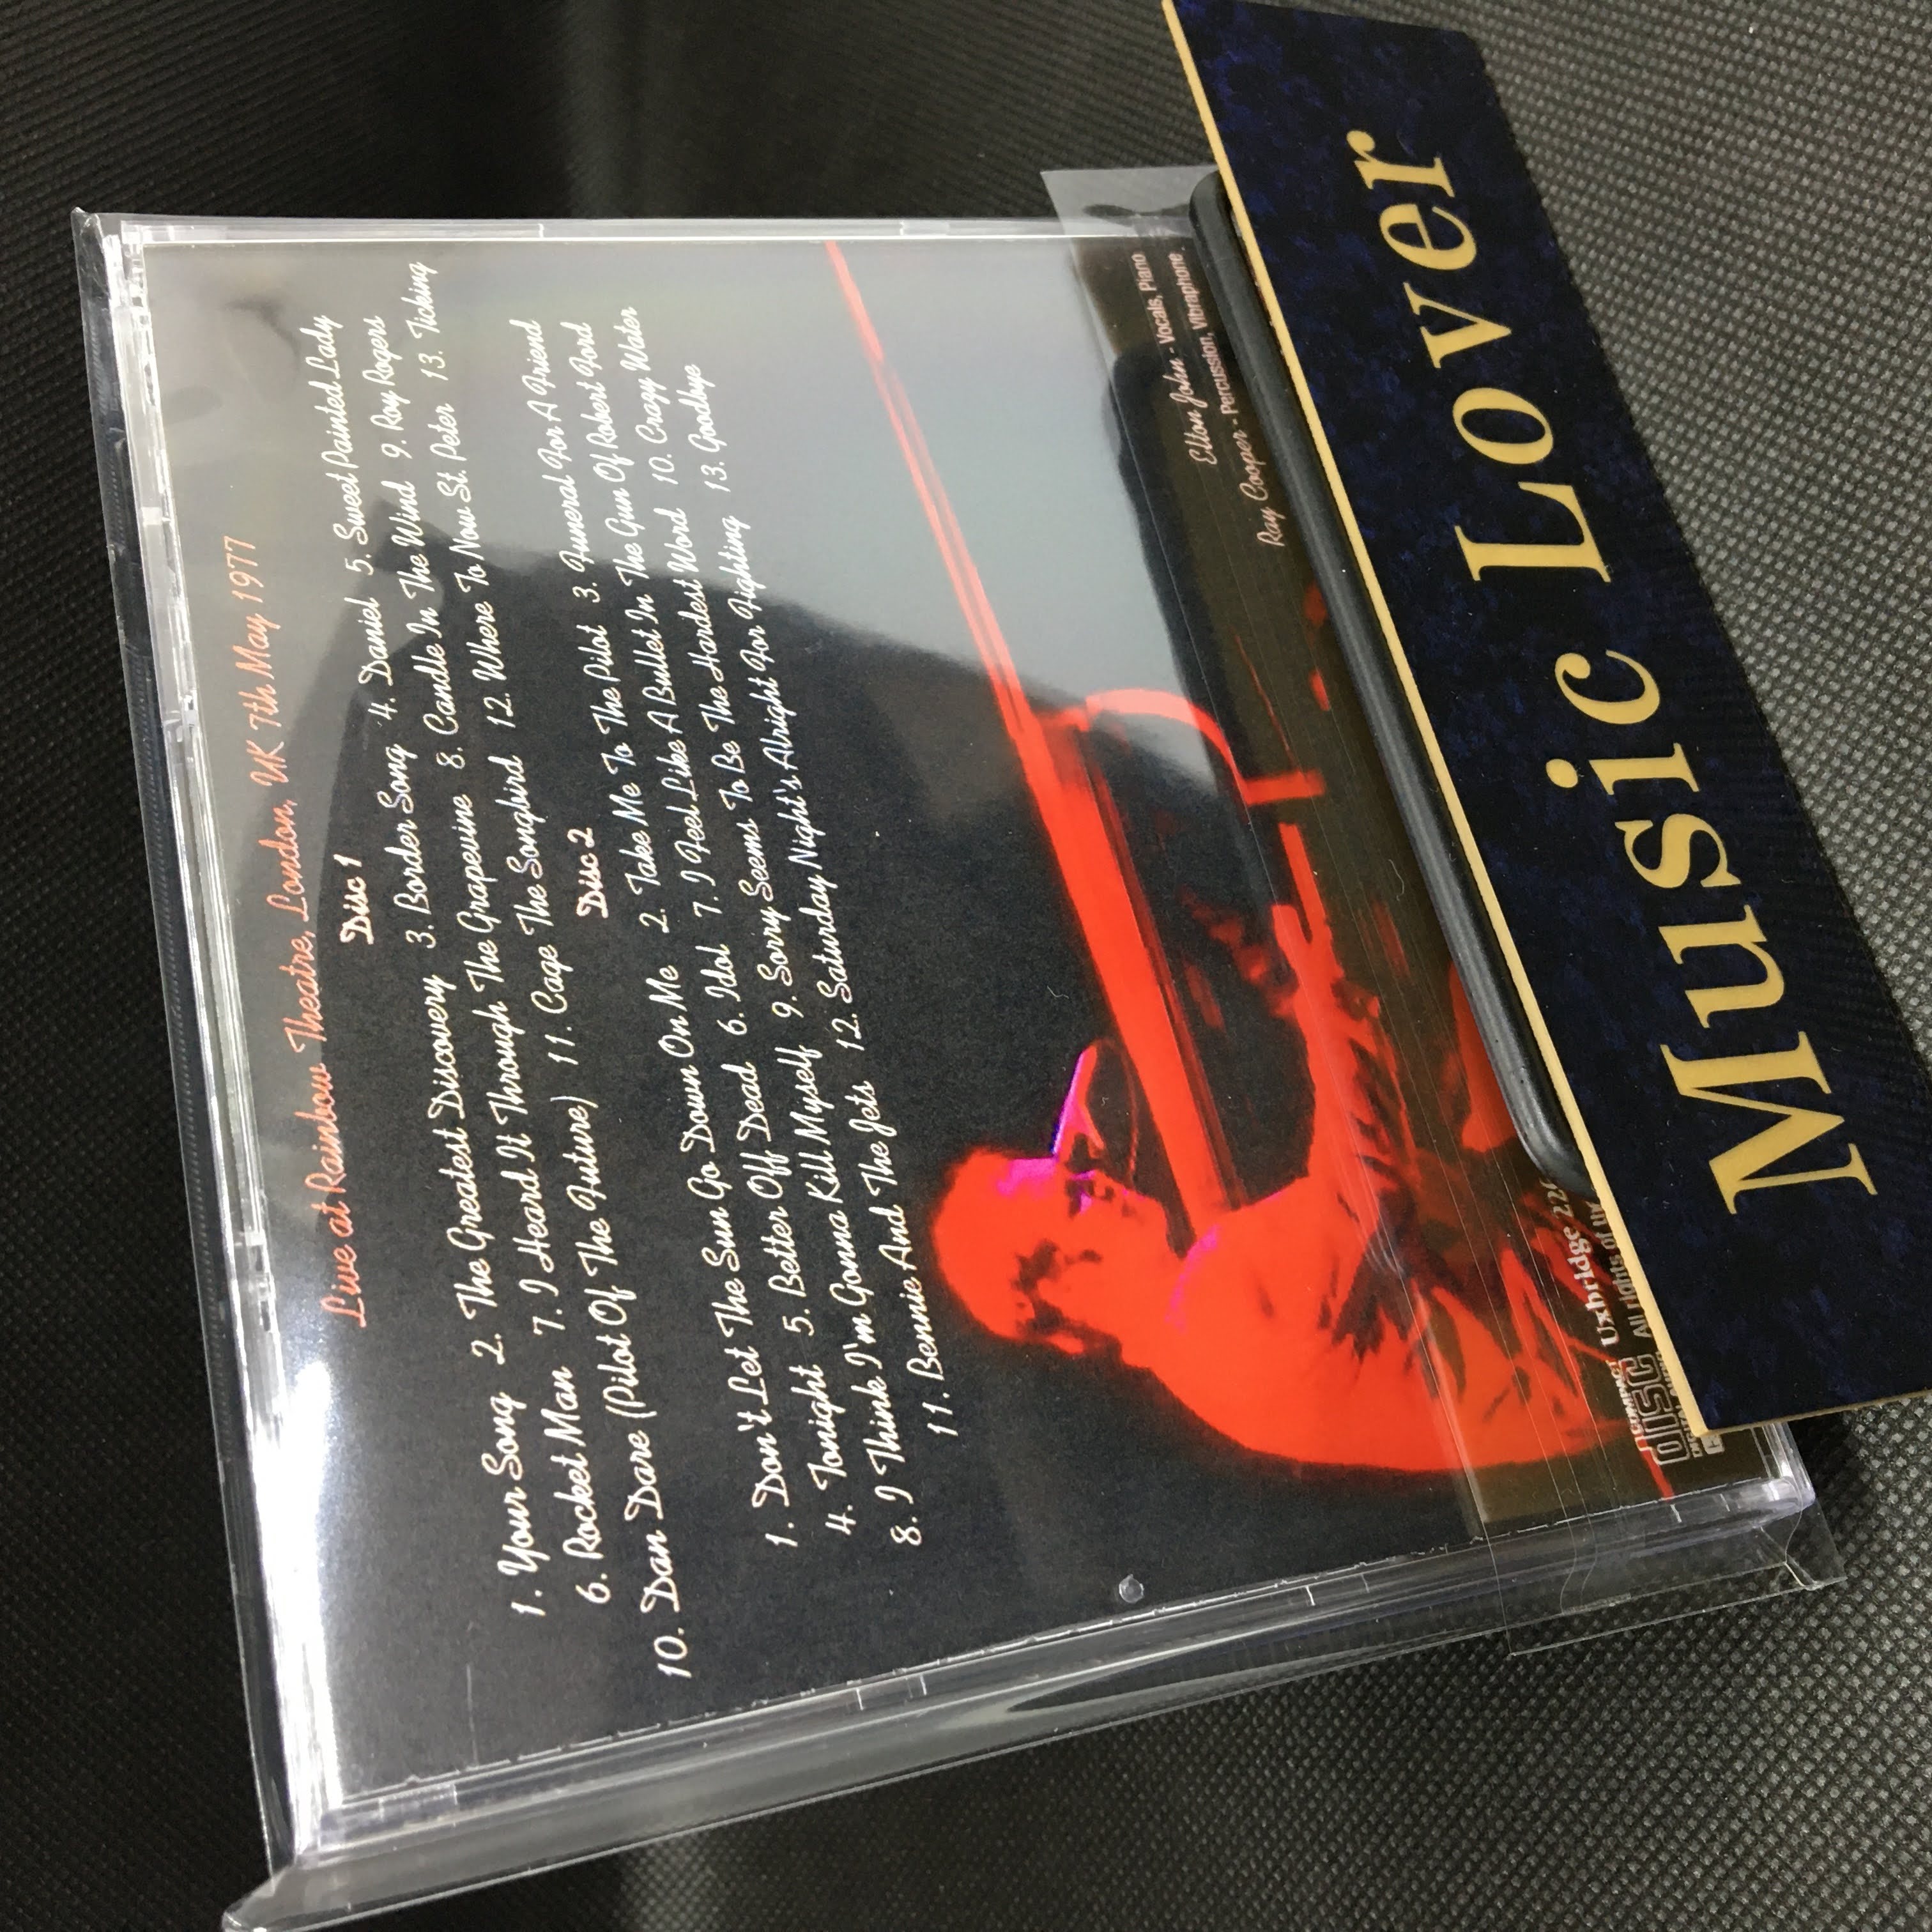 Live at Rainbow Theatre, London, UK 7th May 1977
Disc 1
1. Your Song 2. The Greatest Discovery 3. Border Song 4. Daniel 5. Sweet Painted Lady
6. Rocket Man 7. I Heard It Through The Grapevine 8. Candle In The Wind 9. Roy Rogers
10. Dan Dare (Pilot Of The Future) 11. Cage The Songbird 12. Where To Now St. Peter 13. Ticking
Disc 2
1. Don't Let The Sun Go Down On Me 2. Take Me To The Pilot 3. Funeral For A Friend
4. Tonight 5. Better Off Dead 6. Idol 7. I Feel Like A Bullet In The Gun Of Robert Ford
8. I Think I'm Gonna Kill Myself 9. Sorry Seems To Be The Hardest Word 10. Crazy Water
11. Bennie And The Jets 12. Saturday Night's Alright For Fighting 13. Goodbye
Elton John - Vocals, Piano
Ray Cooper - Percussion, Vibraphone
COMPACT
disc
Uxbridge
All rights of
Music Lover